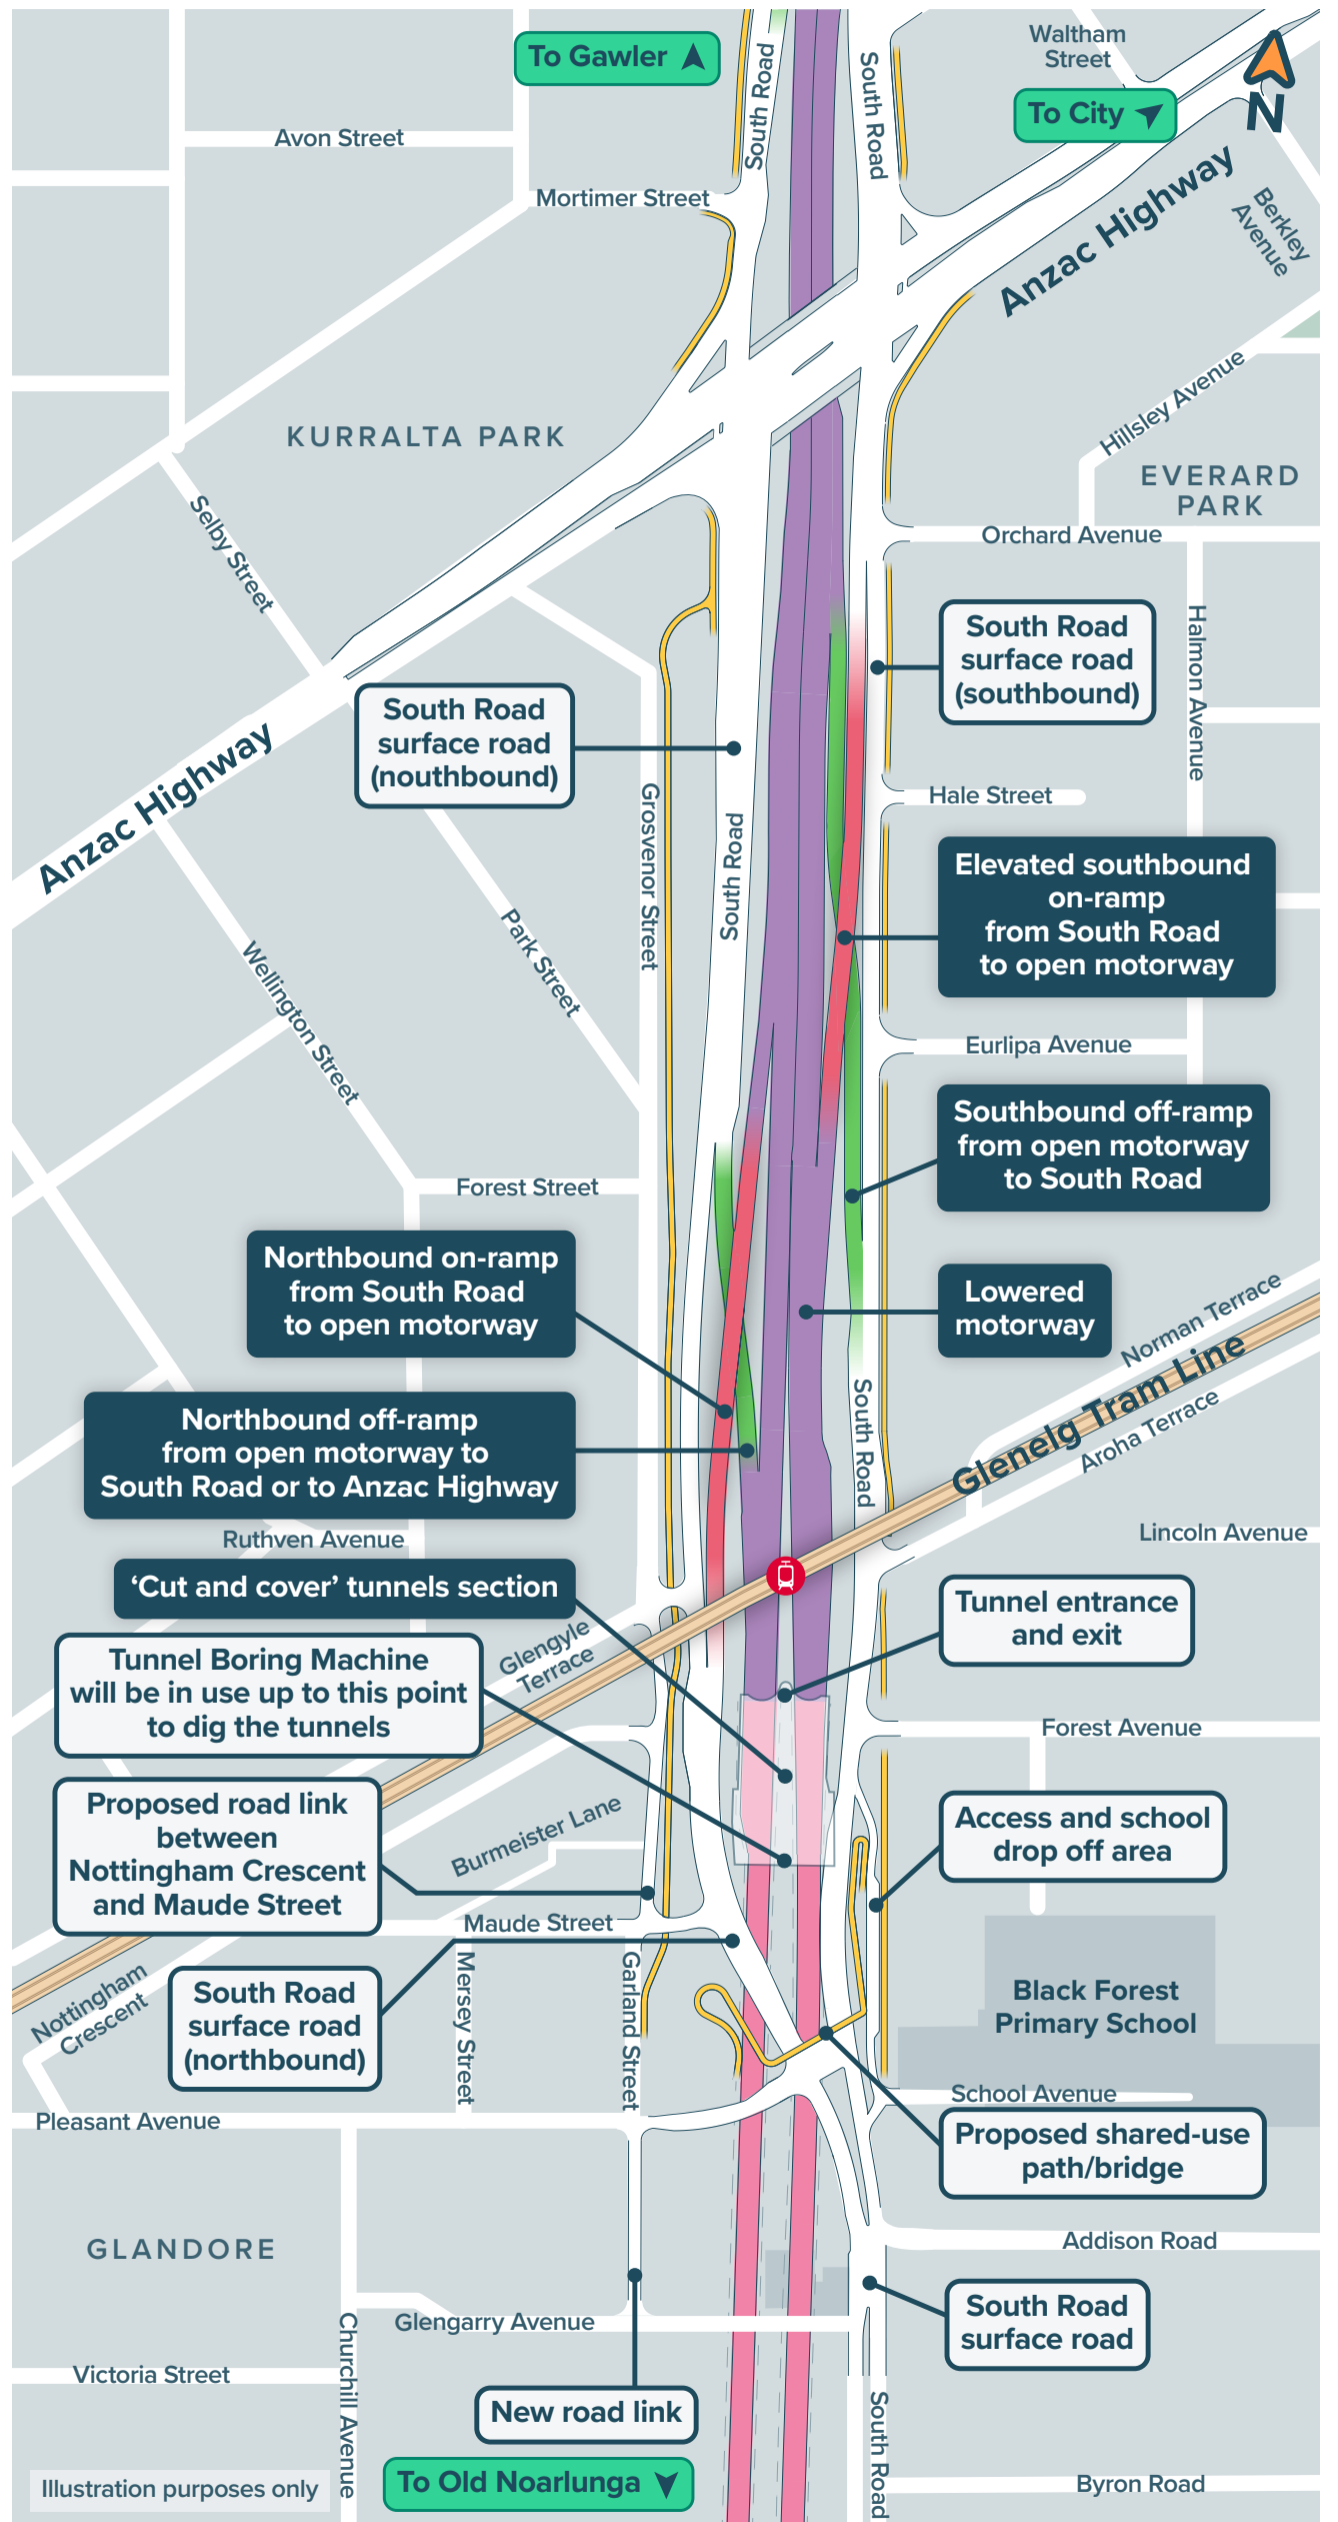 To Gawler
South Road
South Road
Waltham
Street
To City
N
Avon Street
Mortimer Street
Anzac Highway
Berkley
Avenue
KURRALTA PARK
Hillsley Avenue
EVERARD
PARK
Selby Street
Orchard Avenue
South Road
surface road
(southbound)
Halmon Avenue
South Road
surface road
(nouthbound)
Anzac Highway
Grosvenor Street
South Road
Hale Street
Elevated southbound
on-ramp
from South Road
to open motorway
Park Street
Wellington Street
Eurlipa Avenue
Southbound off-ramp
from open motorway
to South Road
Forest Street
Northbound on-ramp
from South Road
to open motorway
Lowered
motorway
Norman Terrace
Glenelg Tram Line
Aroha Terrace
South Road
Northbound off-ramp
from open motorway to
South Road or to Anzac Highway
Ruthven Avenue
Lincoln Avenue
‘Cut and cover’ tunnels section
Tunnel entrance
and exit
Glengyle
Terrace
Tunnel Boring Machine
will be in use up to this point
to dig the tunnels
Forest Avenue
Proposed road link
between
Nottingham Crescent
and Maude Street
Burmeister Lane
Access and school
drop off area
Maude Street
Nottingham
Crescent
South Road
surface road
(northbound)
Mersey Street
Garland Street
Black Forest
Primary School
School Avenue
Pleasant Avenue
Proposed shared-use
path/bridge
GLANDORE
Addison Road
South Road
surface road
Glengarry Avenue
Churchill Avenue
Victoria Street
New road link
South Road
To Old Noarlunga
Illustration purposes only
Byron Road